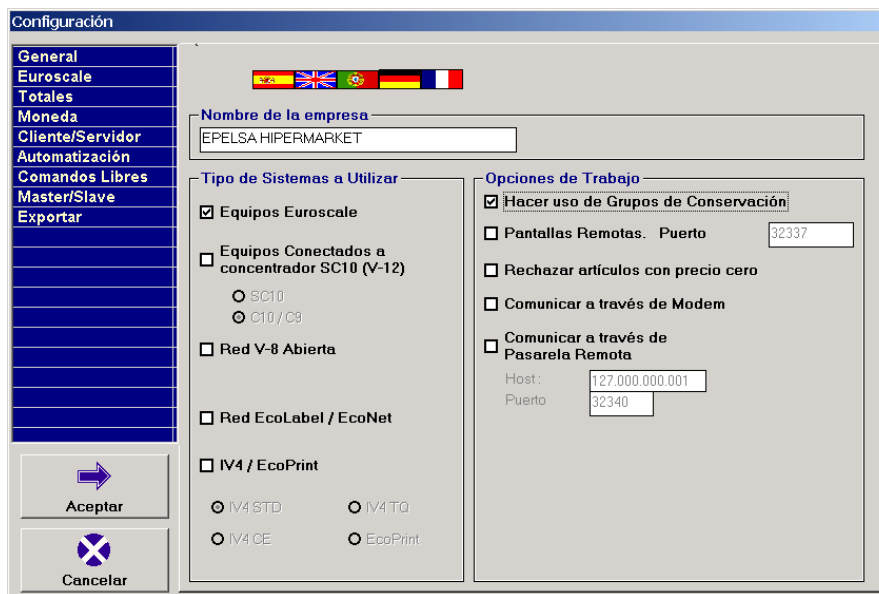 Configuración
General
Euroscale
Totales
Moneda
Cliente/Servidor
Automatización
Comandos Libres
Master/Slave
Exportar
Aceptar
Cancelar
Nombre de la empresa
EPELSA HIPERMARKET
Tipo de Sistemas a Utilizar
Equipos Euroscale
Equipos Conectados a
concentrador SC10 (V-12)
SC10
C10 / C9
Red V-8 Abierta
Red EcoLabel / EcoNet
IV4 / EcoPrint
IV4 STD IV4 TQ
IV4 CE EcoPrint
Opciones de Trabajo
Hacer uso de Grupos de Conservación
Pantallas Remotas. Puerto 32337
Rechazar artículos con precio cero
Comunicar a través de Modem
Comunicar a través de
Pasarela Remota
Host: 127.000.000.001
Puerto 32340